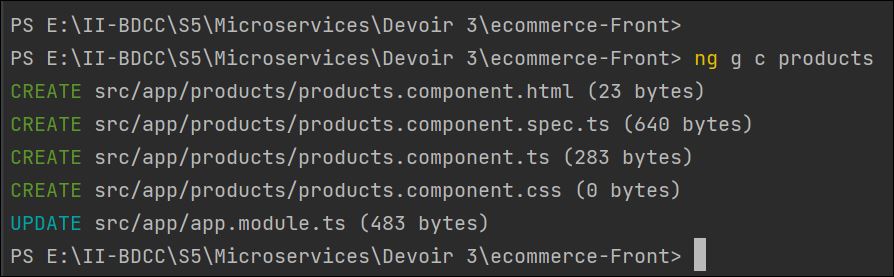 PS E:\II-BDCC\S5\Microservices\Devoir 3\ecommerce-Front>
PS E:\II-BDCC\S5\Microservices\Devoir 3\ecommerce-Front> ng g c products
CREATE src/app/products/products.component.html (23 bytes)
CREATE src/app/products/products.component.spec.ts (640 bytes)
CREATE src/app/products/products.component.ts (283 bytes)
CREATE src/app/products/products.component.css (0 bytes)
UPDATE src/app/app.module.ts (483 bytes)
PS E:\II-BDCC\S5\Microservices\Devoir 3\ecommerce-Front>